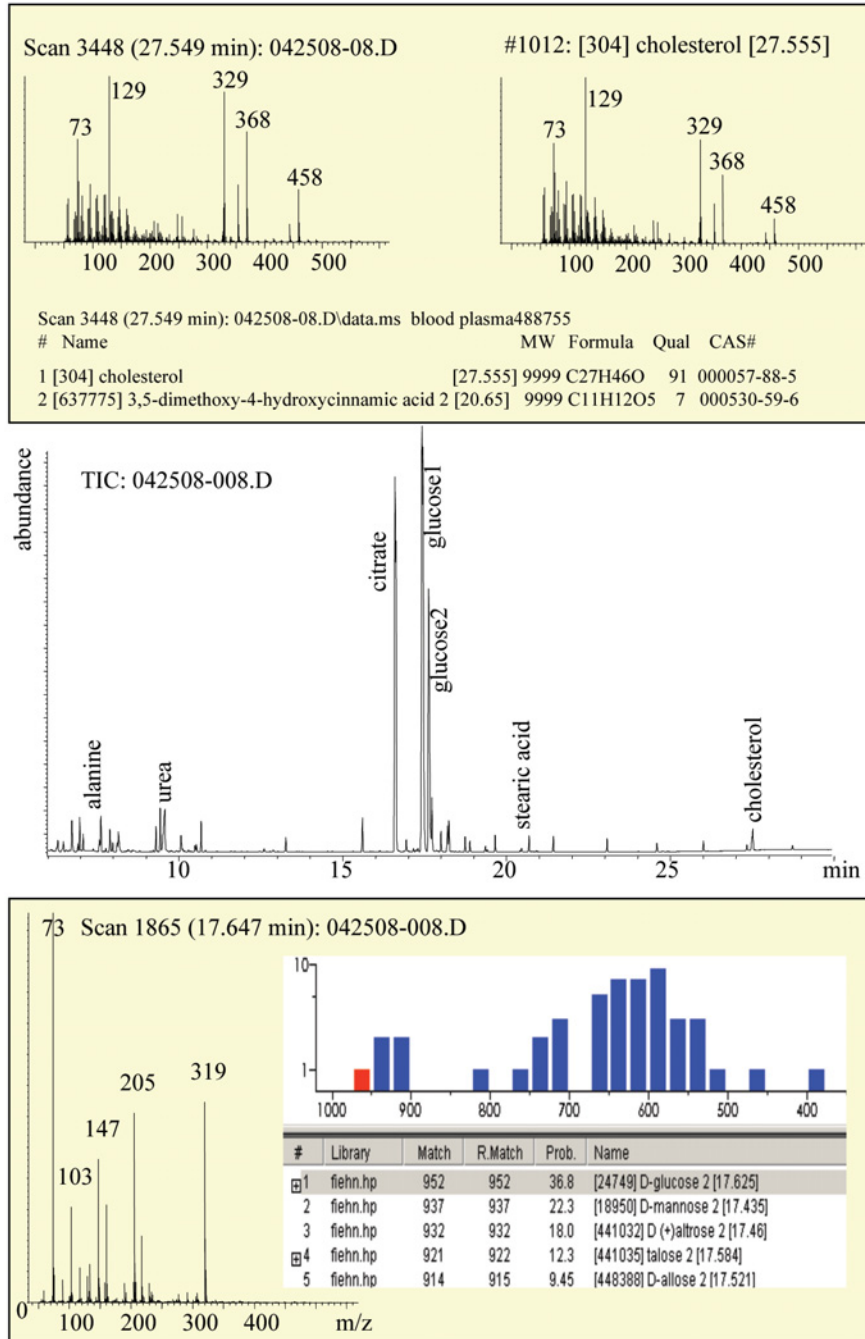 Scan 3448 (27.549 min): 042508-08.D
#1012: [304] cholesterol [27.555]
129
329
73
368
458
100 200 300 400 500
129
73
329
368
458
100 200 300 400 500
Scan 3448 (27.549 min): 042508-08.D\data.ms blood plasma488755
# Name MW Formula Qual CAS#
1 [304] cholesterol [27.555] 9999 C27H46O 91 000057-88-5
2 [637775] 3,5-dimethoxy-4-hydroxycinnamic acid 2 [20.65] 9999 C11H12O5 7 000530-59-6
abundance
TIC: 042508-008.D
alanine
urea
citrate
glucose1
glucose2
stearic acid
cholesterol
10 15 20 25 min
73 Scan 1865 (17.647 min): 042508-008.D
319
205
147
103
0
100 200 300 400 m/z
10
1
1000 900 800 700 600 500 400
# Library Match R.Match Prob. Name
1 fiehn.hp 952 952 36.8 [24749] D-glucose 2 [17.625]
2 fiehn.hp 937 937 22.3 [18950] D-mannose 2 [17.435]
3 fiehn.hp 932 932 18.0 [441032] D (+)altrose 2 [17.46]
4 fiehn.hp 921 922 12.3 [441035] talose 2 [17.584]
5 fiehn.hp 914 915 9.45 [448388] D-allose 2 [17.521]